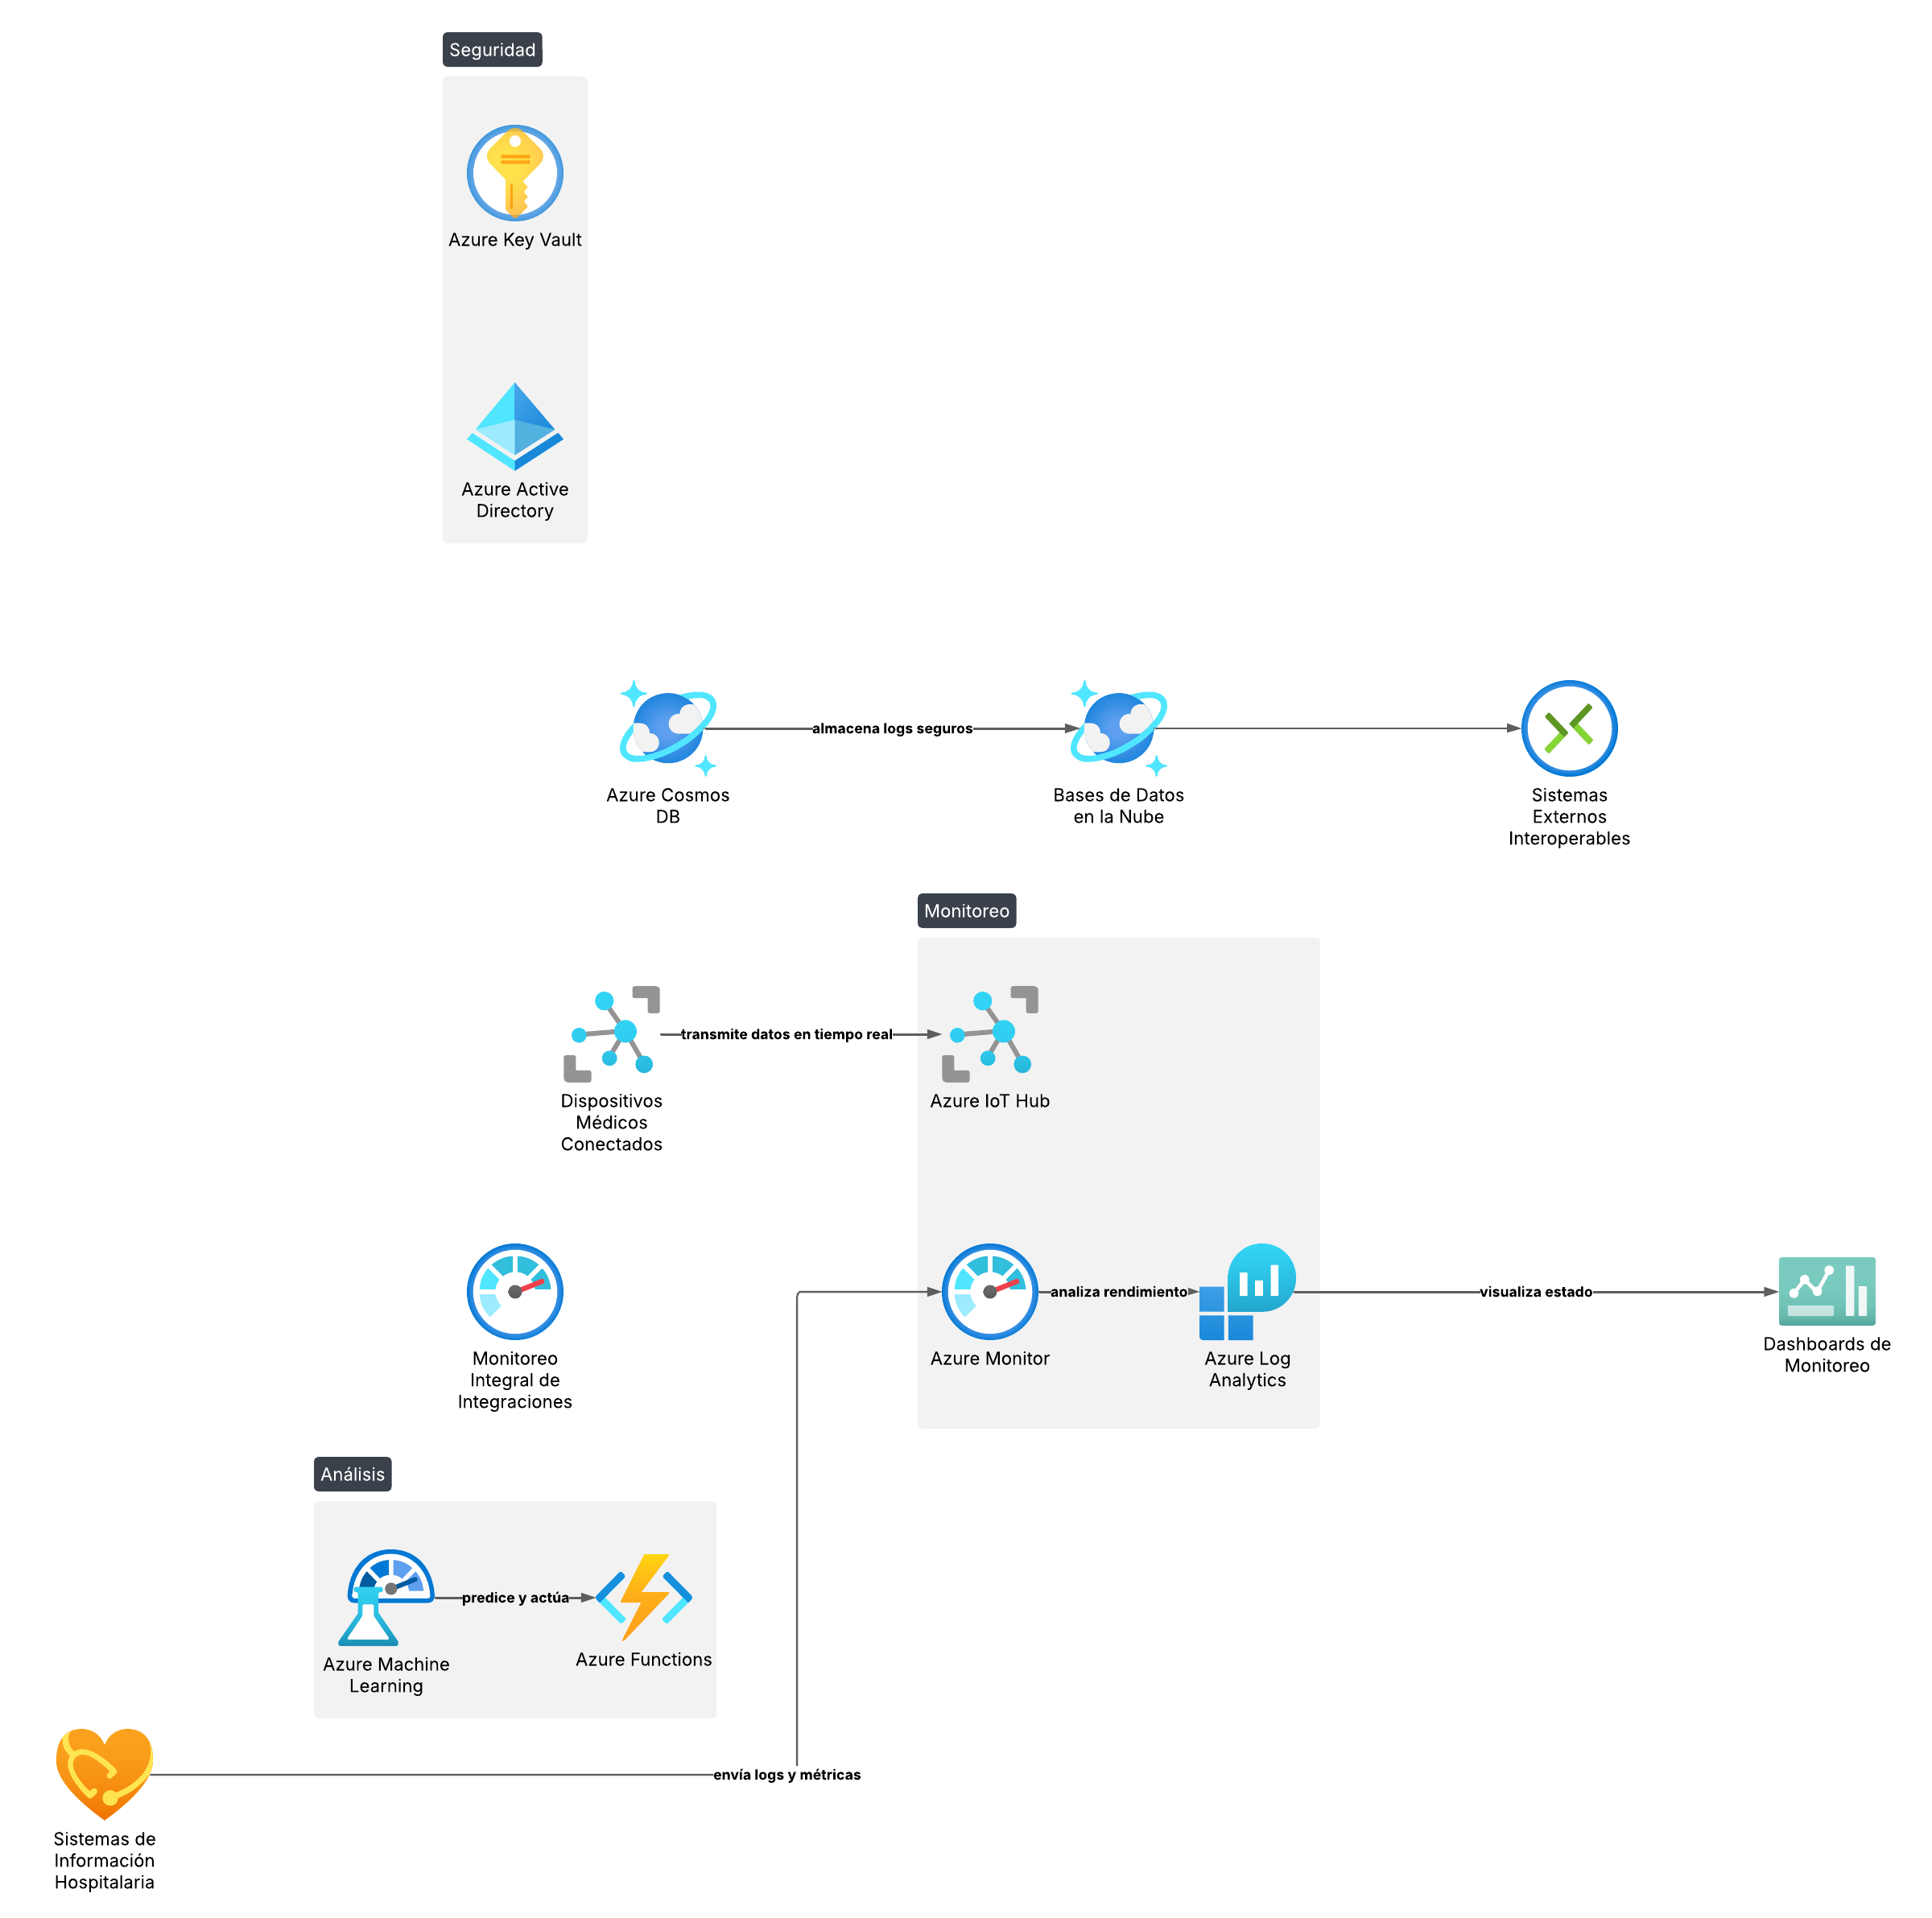 Seguridad
Azure Key Vault
Azure Active
Directory
almacena logs seguros
Azure Cosmos
DB
Bases de Datos
en la Nube
Sistemas
Externos
Interoperables
Monitoreo
transmite datos en tiempo real
Dispositivos
Médicos
Conectados
Azure IoT Hub
analiza rendimiento
visualiza estado
Monitoreo
Integral de
Integraciones
Azure Monitor
Azure Log
Analytics
Dashboards de
Monitoreo
Análisis
predice y actúa
Azure Machine
Learning
Azure Functions
envía logs y métricas
Sistemas de
Información
Hospitalaria